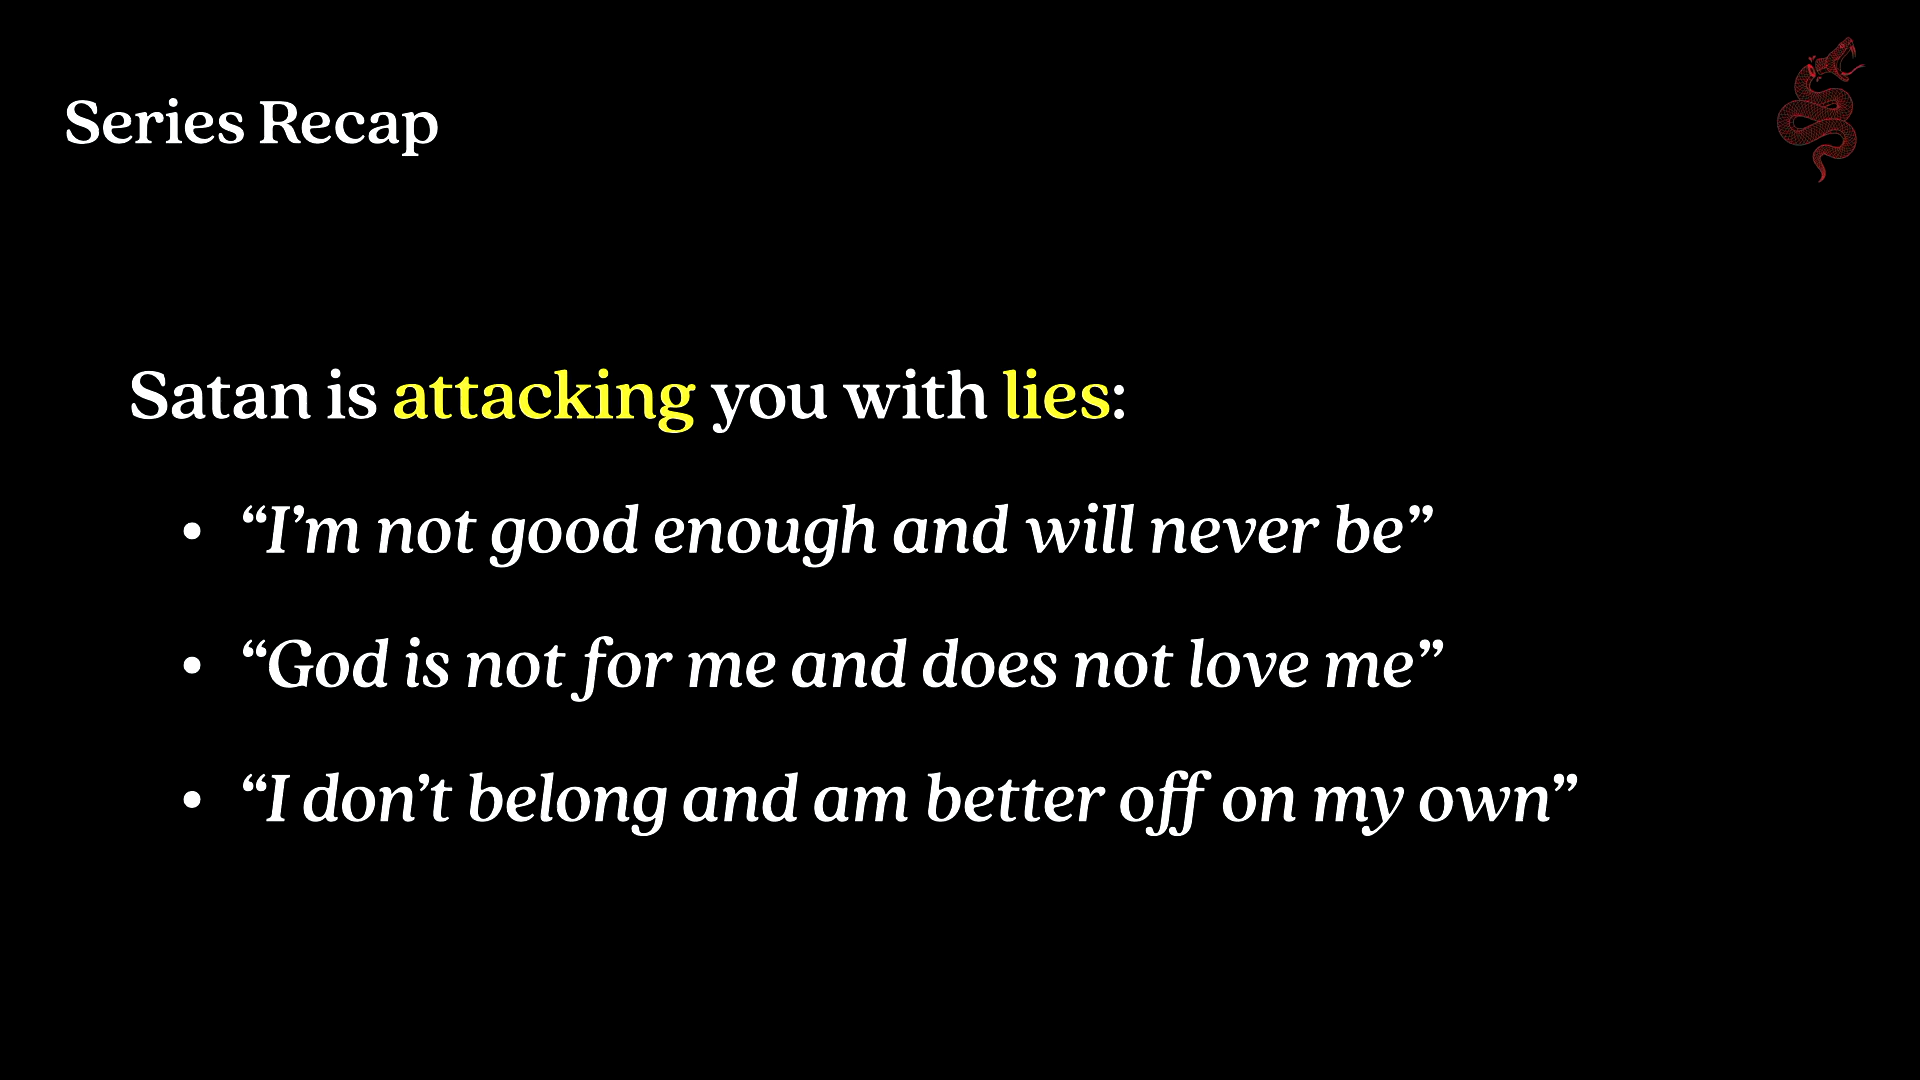 Series Recap
Satan is attacking you with lies:
• “I’m not good enough and will never be”
• “God is not for me and does not love me”
• “I don’t belong and am better off on my own”